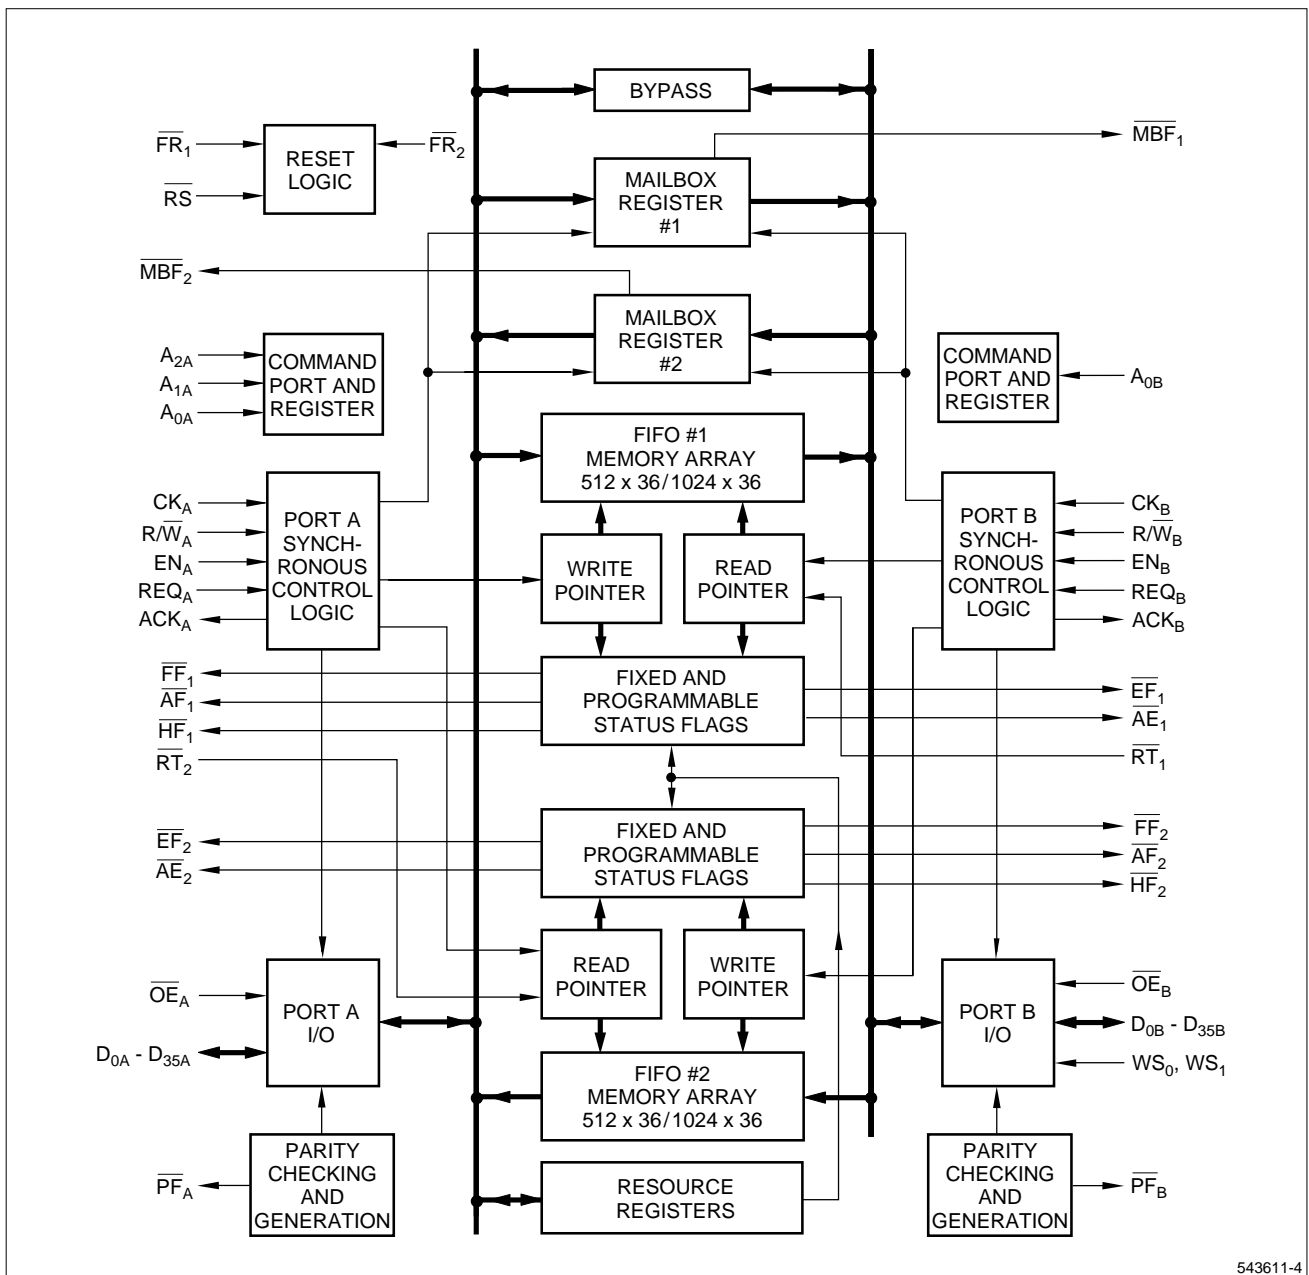 BYPASS
FR1
RESET
LOGIC
FR2
RS
MBF1
MAILBOX
REGISTER
#1
MBF2
MAILBOX
REGISTER
#2
A2A
A1A
A0A
COMMAND
PORT AND
REGISTER
COMMAND
PORT AND
REGISTER
A0B
FIFO #1
MEMORY ARRAY
512 x 36/1024 x 36
CKA
R/WA
ENA
REQA
ACKA
PORT A
SYNCH-
RONOUS
CONTROL
LOGIC
WRITE
POINTER
READ
POINTER
PORT B
SYNCH-
RONOUS
CONTROL
LOGIC
CKB
R/WB
ENB
REQB
ACKB
FF1
AF1
HF1
RT2
FIXED AND
PROGRAMMABLE
STATUS FLAGS
EF1
AE1
RT1
EF2
AE2
FIXED AND
PROGRAMMABLE
STATUS FLAGS
FF2
AF2
HF2
READ
POINTER
WRITE
POINTER
OEA
D0A - D35A
PORT A
I/O
PORT B
I/O
OEB
D0B - D35B
WS0, WS1
FIFO #2
MEMORY ARRAY
512 x 36/1024 x 36
PFA
PARITY
CHECKING
AND
GENERATION
RESOURCE
REGISTERS
PARITY
CHECKING
AND
GENERATION
PFB
543611-4